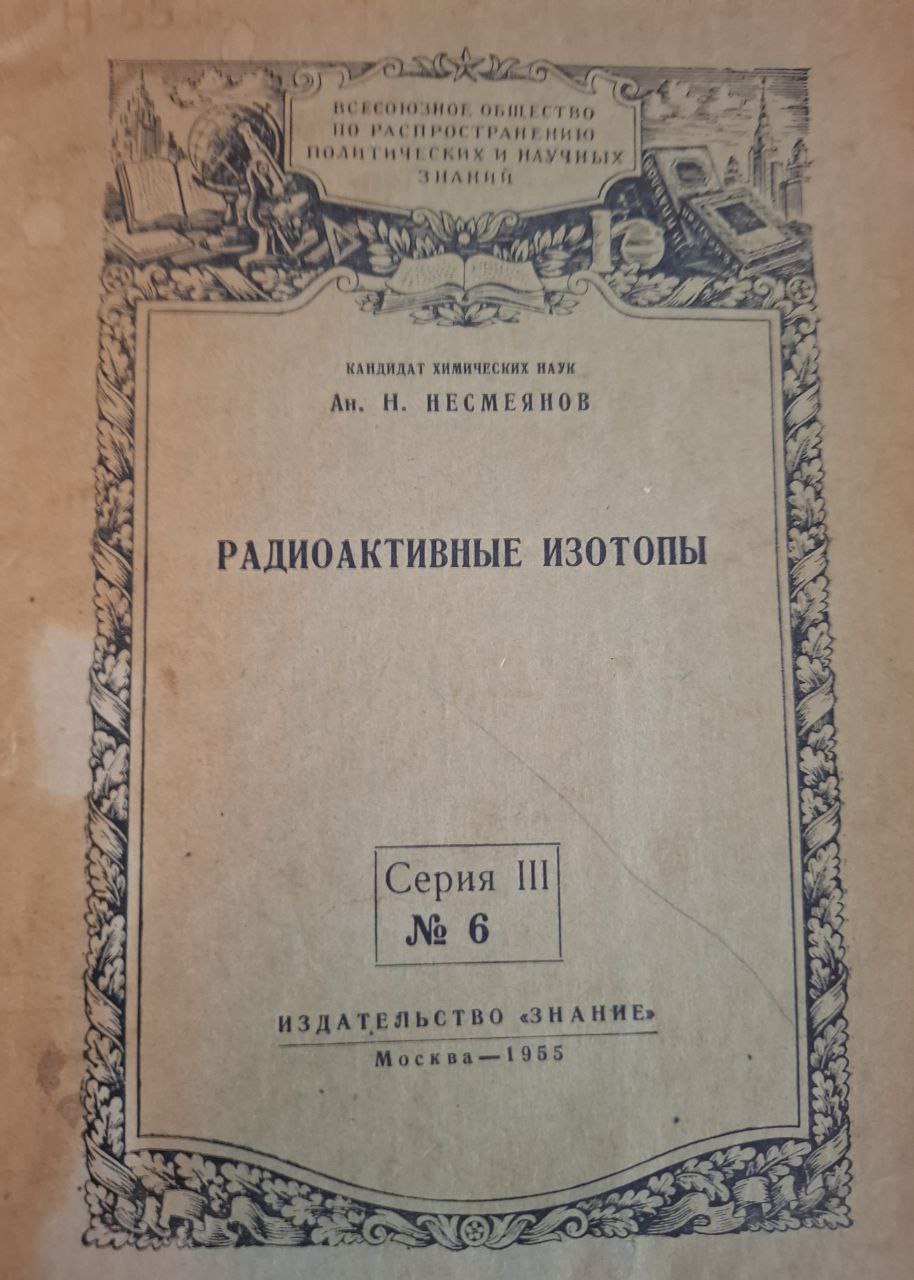 ВСЕСОЮЗНОЕ ОБЩЕСТВО
ПО РАСПРОСТРАНЕНИЮ
ПОЛИТИЧЕСКИХ И НАУЧНЫХ
ЗНАНИЙ
КАНДИДАТ ХИМИЧЕСКИХ НАУК
Ан. Н. НЕСМЕЯНОВ
РАДИОАКТИВНЫЕ ИЗОТОПЫ
Серия III
№ 6
ИЗДАТЕЛЬСТВО «ЗНАНИЕ»
Москва—1955